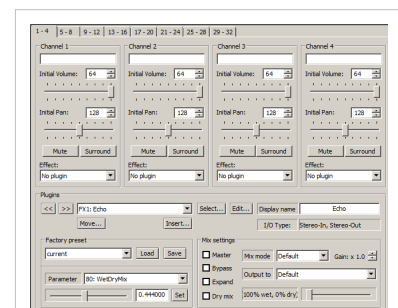 1 - 4 5 - 8 9 - 12 13 - 16 17 - 20 21 - 24 25 - 28 29 - 32
Channel 1 Channel 2 Channel 3 Channel 4
Initial Volume: 64 Initial Volume: 64 Initial Volume: 64 Initial Volume: 64
Initial Pan: 128 Initial Pan: 128 Initial Pan: 128 Initial Pan: 128
Mute Surround Mute Surround Mute Surround Mute Surround
Effect: Effect: Effect: Effect:
No plugin No plugin No plugin No plugin
Plugins
<< >> FX1: Echo Select... Edit... Display name Echo
Move... Insert... I/O Type: Stereo-In, Stereo-Out
Factory preset Mix settings
current Load Save Master Mix mode Default Gain: x 1.0
Bypass
Parameter 80: WetDryMix Expand Output to Default
0.444000 Set Dry mix 100% wet, 0% dry